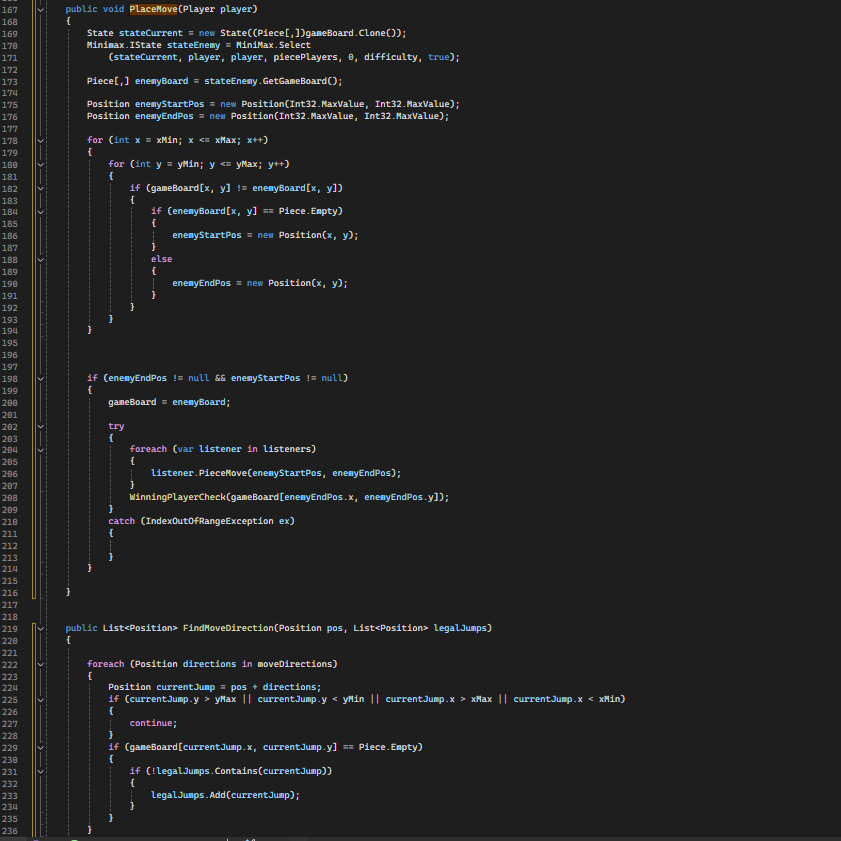 167 public void PlaceMove(Player player)
168 {
169 State stateCurrent = new State((Piece[,])gameBoard.Clone());
170 Minimax.IState stateEnemy = MiniMax.Select
171 (stateCurrent, player, player, piecePlayers, 0, difficulty, true);
172
173 Piece[,] enemyBoard = stateEnemy.GetGameBoard();
174
175 Position enemyStartPos = new Position(Int32.MaxValue, Int32.MaxValue);
176 Position enemyEndPos = new Position(Int32.MaxValue, Int32.MaxValue);
177
178 for (int x = xMin; x <= xMax; x++)
179 {
180 for (int y = yMin; y <= yMax; y++)
181 {
182 if (gameBoard[x, y] != enemyBoard[x, y])
183 {
184 if (enemyBoard[x, y] == Piece.Empty)
185 {
186 enemyStartPos = new Position(x, y);
187 }
188 else
189 {
190 enemyEndPos = new Position(x, y);
191 }
192 }
193 }
194 }
195
196
197
198 if (enemyEndPos != null && enemyStartPos != null)
199 {
200 gameBoard = enemyBoard;
201
202 try
203 {
204 foreach (var listener in listeners)
205 {
206 listener.PieceMove(enemyStartPos, enemyEndPos);
207 }
208 WinningPlayerCheck(gameBoard[enemyEndPos.x, enemyEndPos.y]);
209 }
210 catch (IndexOutOfRangeException ex)
211 {
212
213 }
214 }
215
216 }
217
218
219 public List<Position> FindMoveDirection(Position pos, List<Position> legalJumps)
220 {
221
222 foreach (Position directions in moveDirections)
223 {
224 Position currentJump = pos + directions;
225 if (currentJump.y > yMax || currentJump.y < yMin || currentJump.x > xMax || currentJump.x < xMin)
226 {
227 continue;
228 }
229 if (gameBoard[currentJump.x, currentJump.y] == Piece.Empty)
230 {
231 if (!legalJumps.Contains(currentJump))
232 {
233 legalJumps.Add(currentJump);
234 }
235 }
236 }